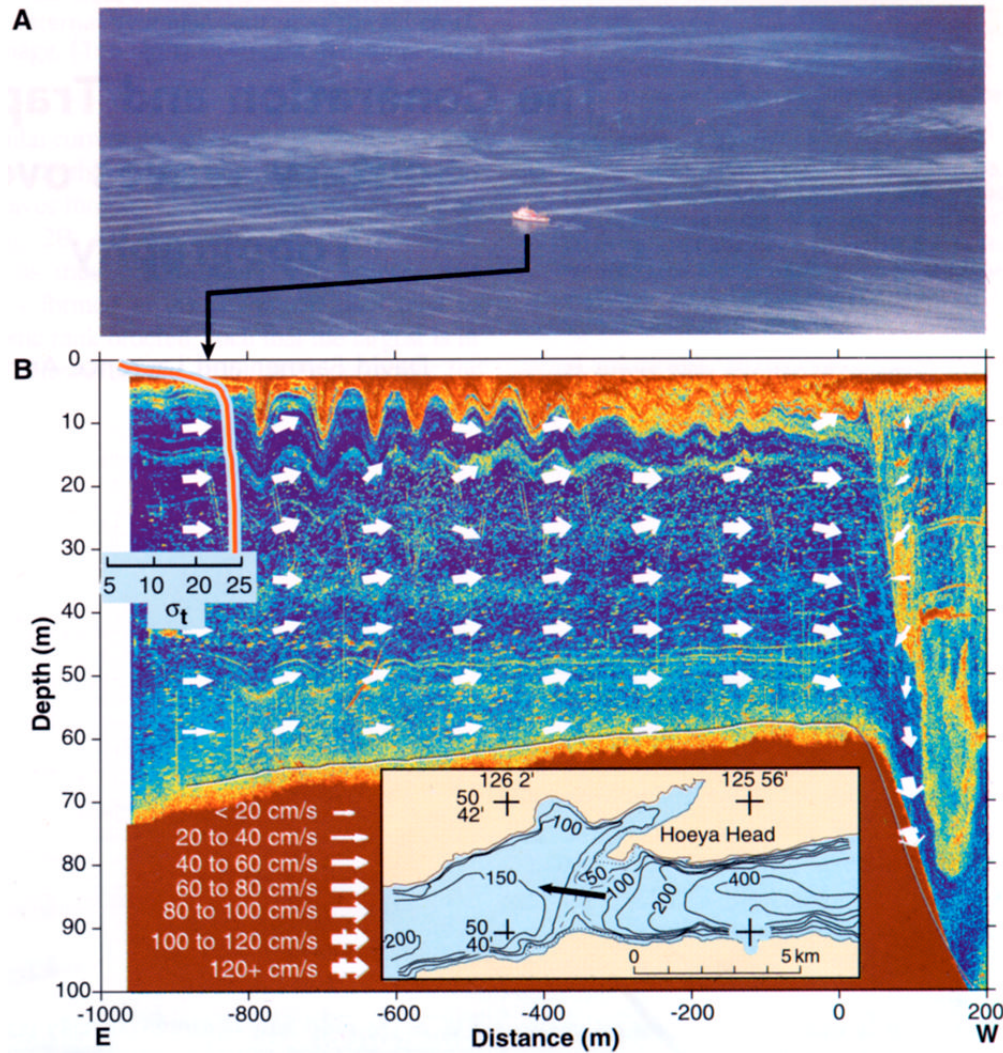 A
B
0
10
20
30
40
50
60
70
80
90
100
Depth (m)
5 10 20 25
σt
< 20 cm/s
20 to 40 cm/s
40 to 60 cm/s
60 to 80 cm/s
80 to 100 cm/s
100 to 120 cm/s
120+ cm/s
126 2'
125 56'
50
42'
Hoeya Head
100
50
100
150
200
400
200
50
40'
0
5 km
-1000 -800 -600 -400 -200 0 200
E
Distance (m)
W